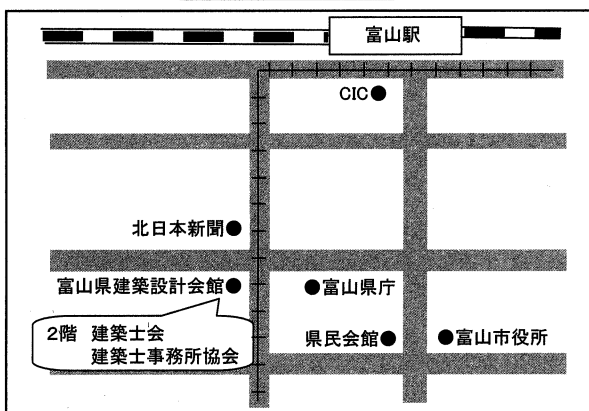 富山駅
CIC
北日本新聞
富山県建築設計会館
富山県庁
2階 建築士会
建築士事務所協会
県民会館
富山市役所